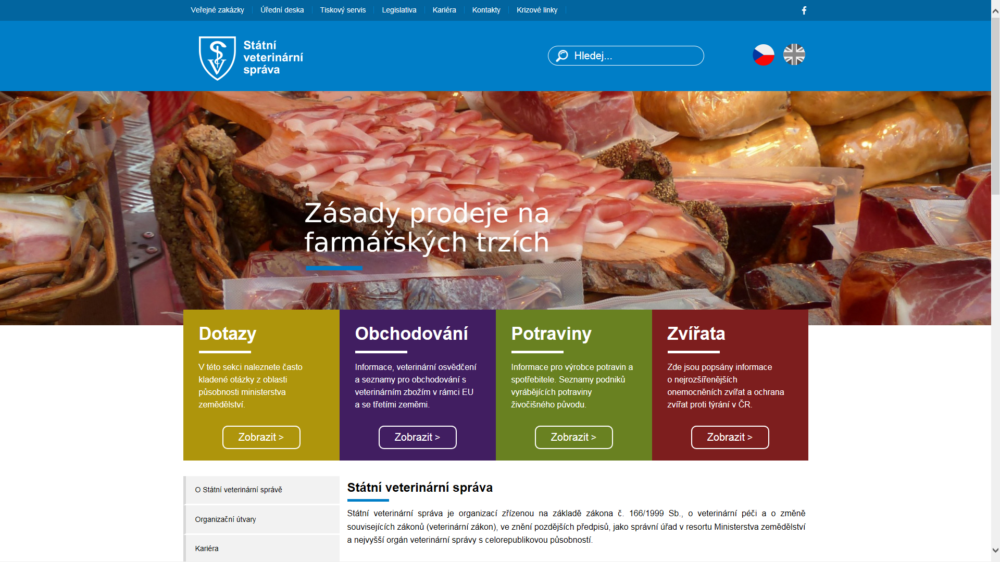 Veřejné zakázky Úřední deska Tiskový servis Legislativa Kariéra Kontakty Krizové linky
Státní
veterinární
správa
Hledej...
Zásady prodeje na
farmářských trzích
Dotazy
V této sekci naleznete často
kladené otázky z oblasti
působnosti ministerstva
zemědělství.
Zobrazit >
Obchodování
Informace, veterinární osvědčení
a seznamy pro obchodování s
veterinárním zbožím v rámci EU
a se třetími zeměmi.
Zobrazit >
Potraviny
Informace pro výrobce potravin a
spotřebitele. Seznamy podniků
vyrábějících potraviny
živočišného původu.
Zobrazit >
Zvířata
Zde jsou popsány informace
o nejrozšířenějších
onemocněních zvířat a ochrana
zvířat proti týrání v ČR.
Zobrazit >
O Státní veterinární správě
Organizační útvary
Kariéra
Státní veterinární správa
Státní veterinární správa je organizací zřízenou na základě zákona č. 166/1999 Sb., o veterinární péči a o změně
souvisejících zákonů (veterinární zákon), ve znění pozdějších předpisů, jako správní úřad v resortu Ministerstva zemědělství
a nejvyšší orgán veterinární správy s celorepublikovou působností.